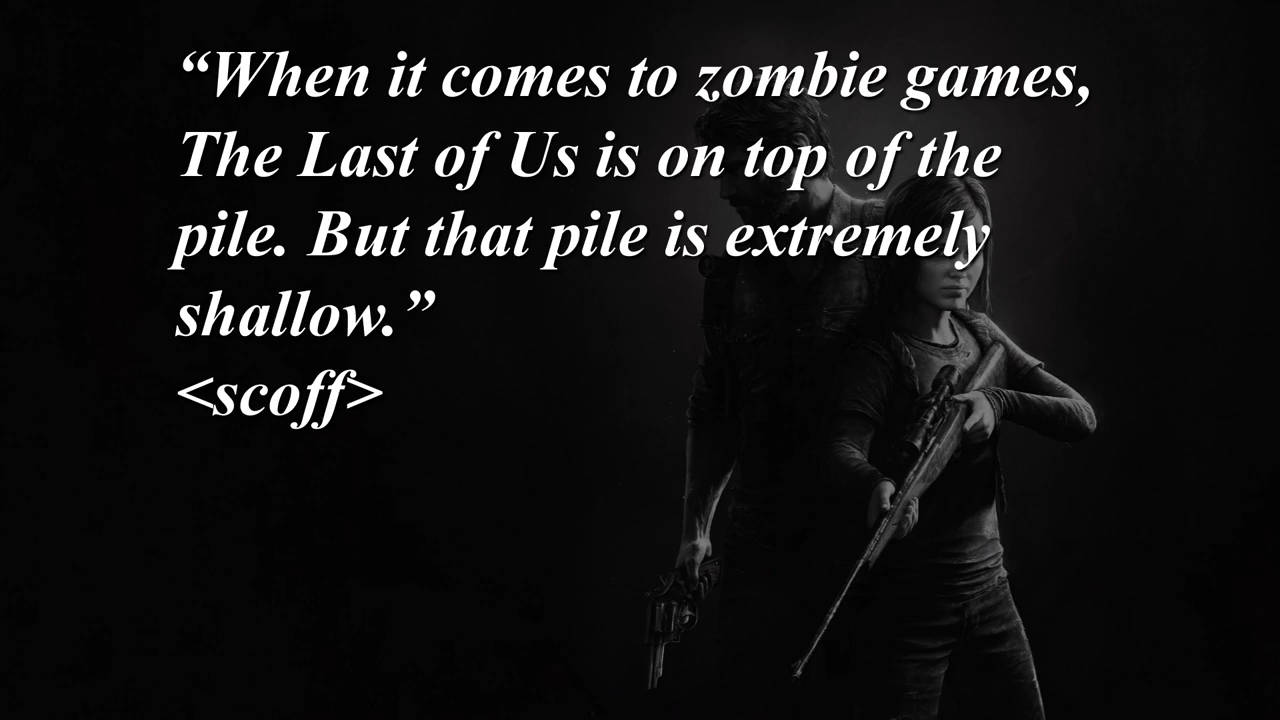 “When it comes to zombie games,
The Last of Us is on top of the
pile. But that pile is extremely
shallow.”
<scoff>